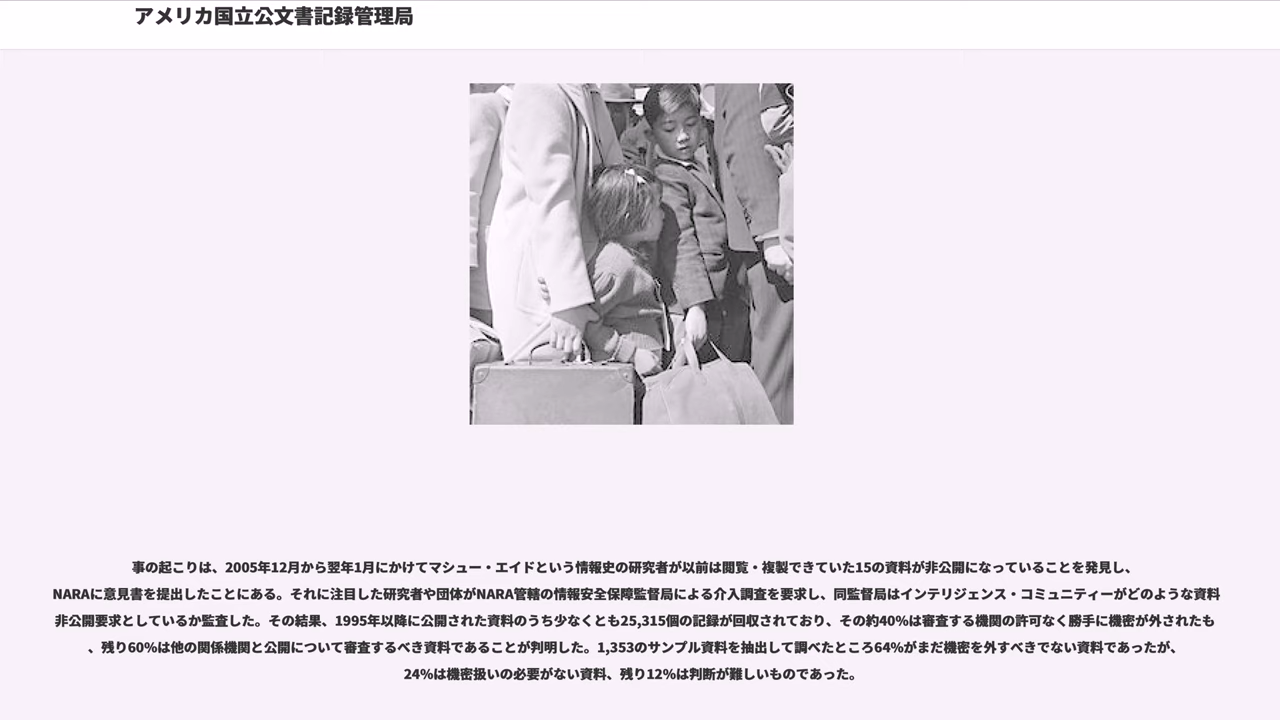 アメリカ国立公文書記録管理局
事の起こりは、2005年12月から翌年1月にかけてマシュー・エイドという情報史の研究者が以前は閲覧・複製できていた15の資料が非公開になっていることを発見し、
NARAに意見書を提出したことにある。それに注目した研究者や団体がNARA管轄の情報安全保障監督局による介入調査を要求し、同監督局はインテリジェンス・コミュニティーがどのような資料
非公開要求としているか監査した。その結果、1995年以降に公開された資料のうち少なくとも25,315個の記録が回収されており、その約40%は審査する機関の許可なく勝手に機密が外されたも
、残り60%は他の関係機関と公開について審査するべき資料であることが判明した。1,353のサンプル資料を抽出して調べたところ64%がまだ機密を外すべきでない資料であったが、
24%は機密扱いの必要がない資料、残り12%は判断が難しいものであった。